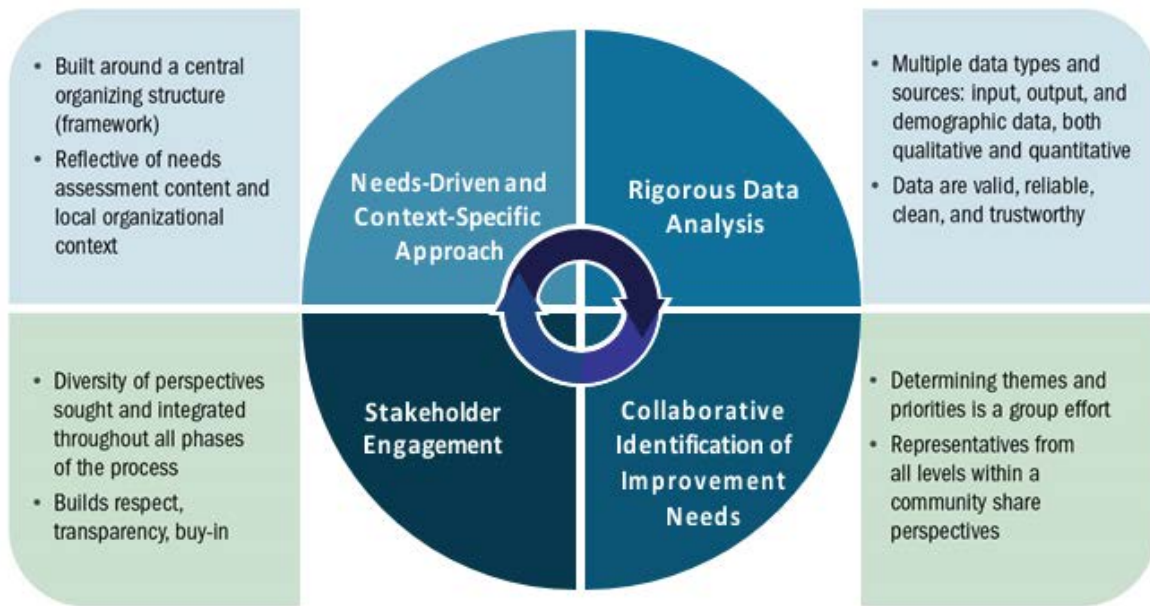 • Built around a central
organizing structure
(framework)
• Reflective of needs
assessment content and
local organizational
context
Needs-Driven and
Context-Specific
Approach
Rigorous Data
Analysis
• Multiple data types and
sources: input, output, and
demographic data, both
qualitative and quantitative
• Data are valid, reliable,
clean, and trustworthy
• Diversity of perspectives
sought and integrated
throughout all phases
of the process
• Builds respect,
transparency, buy-in
Stakeholder
Engagement
Collaborative
Identification of
Improvement
Needs
• Determining themes and
priorities is a group effort
• Representatives from
all levels within a
community share
perspectives